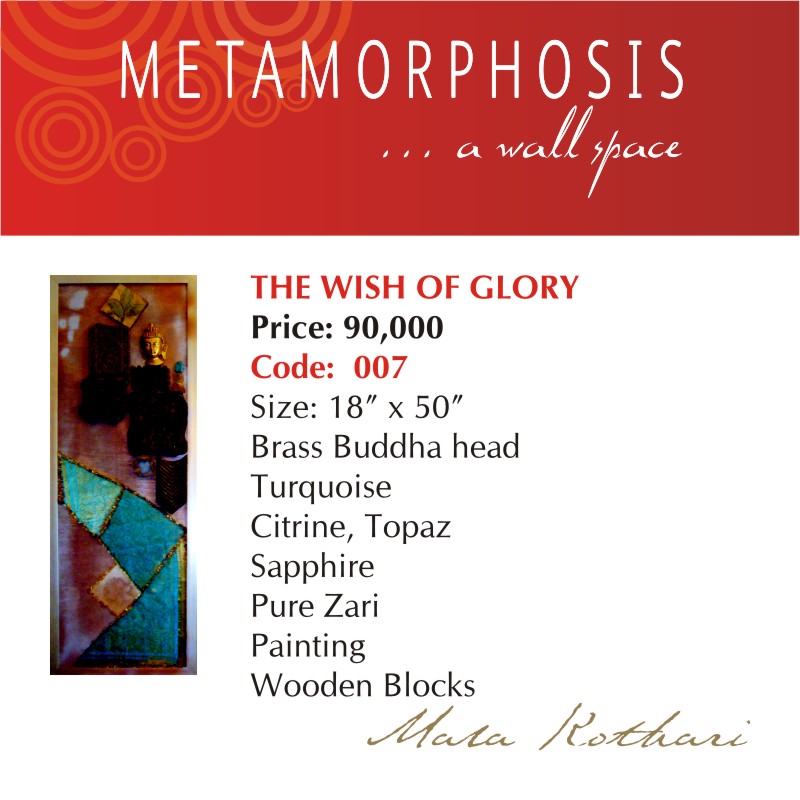 METAMORPHOSIS
... a wall space
THE WISH OF GLORY
Price: 90,000
Code: 007
Size: 18” x 50”
Brass Buddha head
Turquoise
Citrine, Topaz
Sapphire
Pure Zari
Painting
Wooden Blocks
Mala Kothari